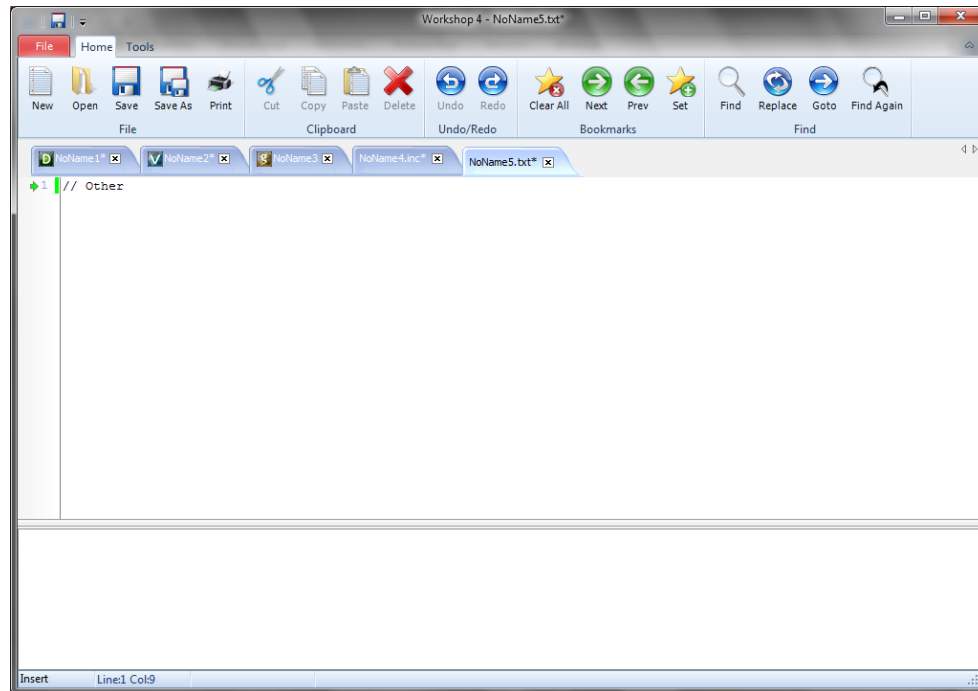 Workshop 4 - NoName5.txt*
File Home Tools
New Open Save Save As Print Cut Copy Paste Delete Undo Redo Clear All Next Prev Set Find Replace Goto Find Again
File Clipboard Undo/Redo Bookmarks Find
NoName1* NoName2* NoName3 NoName4.inc* NoName5.txt*
1 // Other
Insert Line:1 Col:9